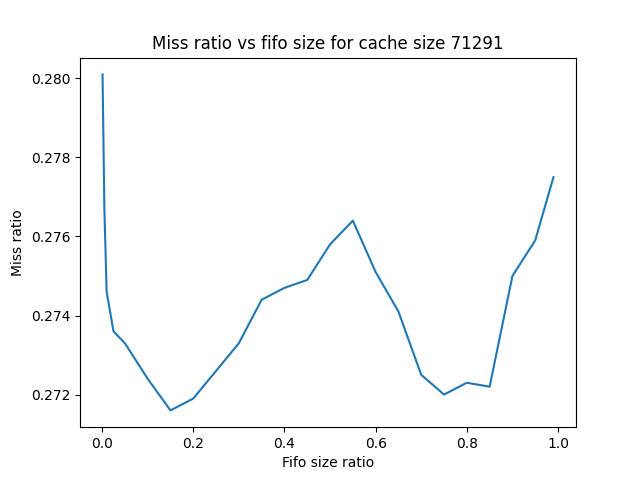 Miss ratio vs fifo size for cache size 71291
0.280
0.278
0.276
0.274
0.272
Miss ratio
0.0 0.2 0.4 0.6 0.8 1.0
Fifo size ratio